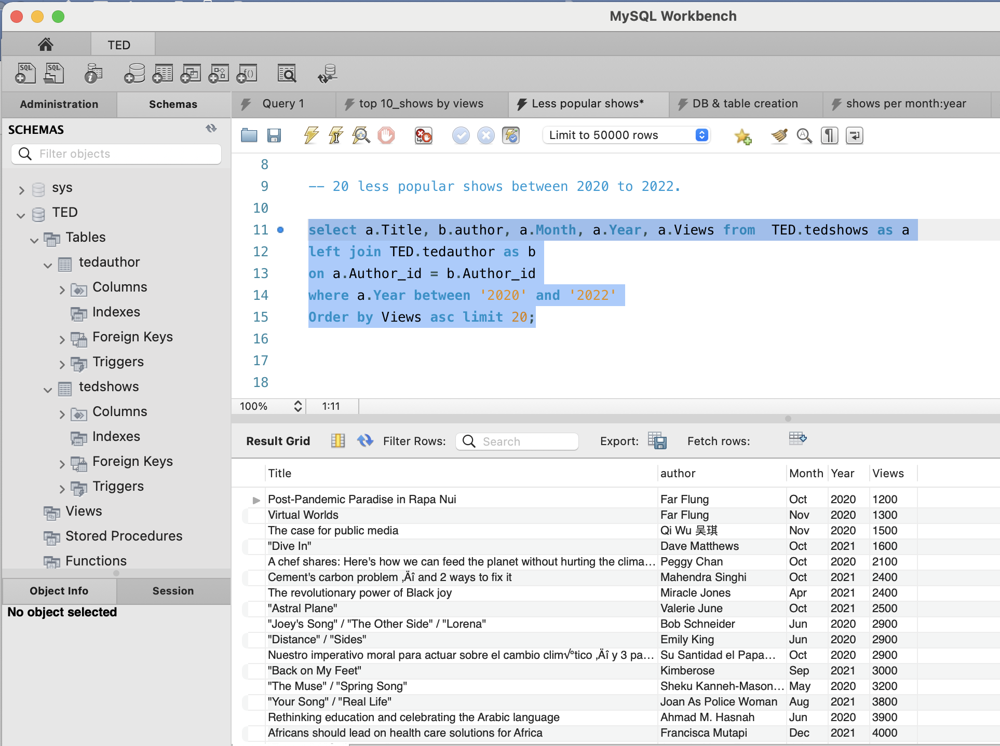 MySQL Workbench
TED
SQL SQL i f()
Administration Schemas Query 1 top 10_shows by views Less popular shows* DB & table creation shows per month:year
SCHEMAS
Filter objects
Limit to 50000 rows
sys
TED
Tables
tedauthor
Columns
Indexes
Foreign Keys
Triggers
tedshows
Columns
Indexes
Foreign Keys
Triggers
Views
Stored Procedures
Functions
Object Info Session
No object selected
8
9 -- 20 less popular shows between 2020 to 2022.
10
11 select a.Title, b.author, a.Month, a.Year, a.Views from TED.tedshows as a
12 left join TED.tedauthor as b
13 on a.Author_id = b.Author_id
14 where a.Year between '2020' and '2022'
15 Order by Views asc limit 20;
16
17
18
100% 1:11
Result Grid Filter Rows: Search Export: Fetch rows:
Title author Month Year Views
Post-Pandemic Paradise in Rapa Nui Far Flung Oct 2020 1200
Virtual Worlds Far Flung Nov 2020 1300
The case for public media Qi Wu 吴琪 Nov 2020 1500
"Dive In" Dave Matthews Oct 2021 1600
A chef shares: Here's how we can feed the planet without hurting the clima... Peggy Chan Oct 2020 2100
Cement's carbon problem ‚Äî and 2 ways to fix it Mahendra Singhi Oct 2021 2400
The revolutionary power of Black joy Miracle Jones Apr 2021 2400
"Astral Plane" Valerie June Oct 2021 2500
"Joey's Song" / "The Other Side" / "Lorena" Bob Schneider Jun 2020 2900
"Distance" / "Sides" Emily King Jun 2020 2900
Nuestro imperativo moral para actuar sobre el cambio clim√°tico ‚Äî y 3 pa... Su Santidad el Papa... Oct 2020 2900
"Back on My Feet" Kimberose Sep 2021 3000
"The Muse" / "Spring Song" Sheku Kanneh-Mason... May 2020 3200
"Your Song" / "Real Life" Joan As Police Woman Aug 2021 3800
Rethinking education and celebrating the Arabic language Ahmad M. Hasnah Jun 2020 3900
Africans should lead on health care solutions for Africa Francisca Mutapi Dec 2021 4000